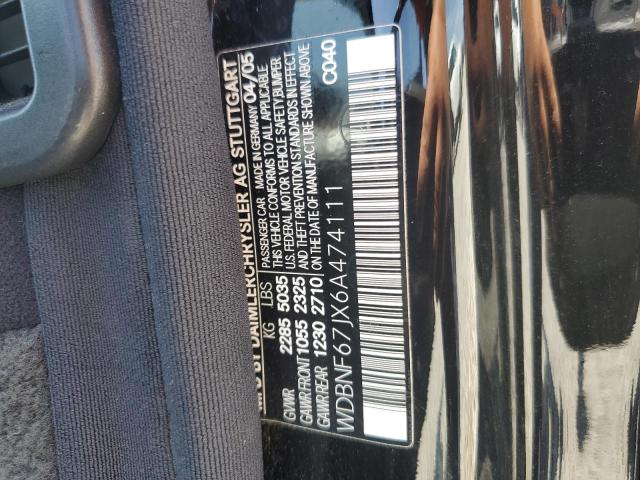 BY DAIMLERCHRYSLER AG STUTTGART
KG LBS PASSENGER CAR MADE IN GERMANY 04/05
GVWR 2285 5035 THIS VEHICLE CONFORMS TO ALL APPLICABLE
GAWR FRONT 1055 2325 U.S. FEDERAL MOTOR VEHICLE SAFETY BUMPER
GAWR REAR 1230 2710 AND THEFT PREVENTION STANDARDS IN EFFECT
ON THE DATE OF MANUFACTURE SHOWN ABOVE.
WDBNF67JX6A474111 C040